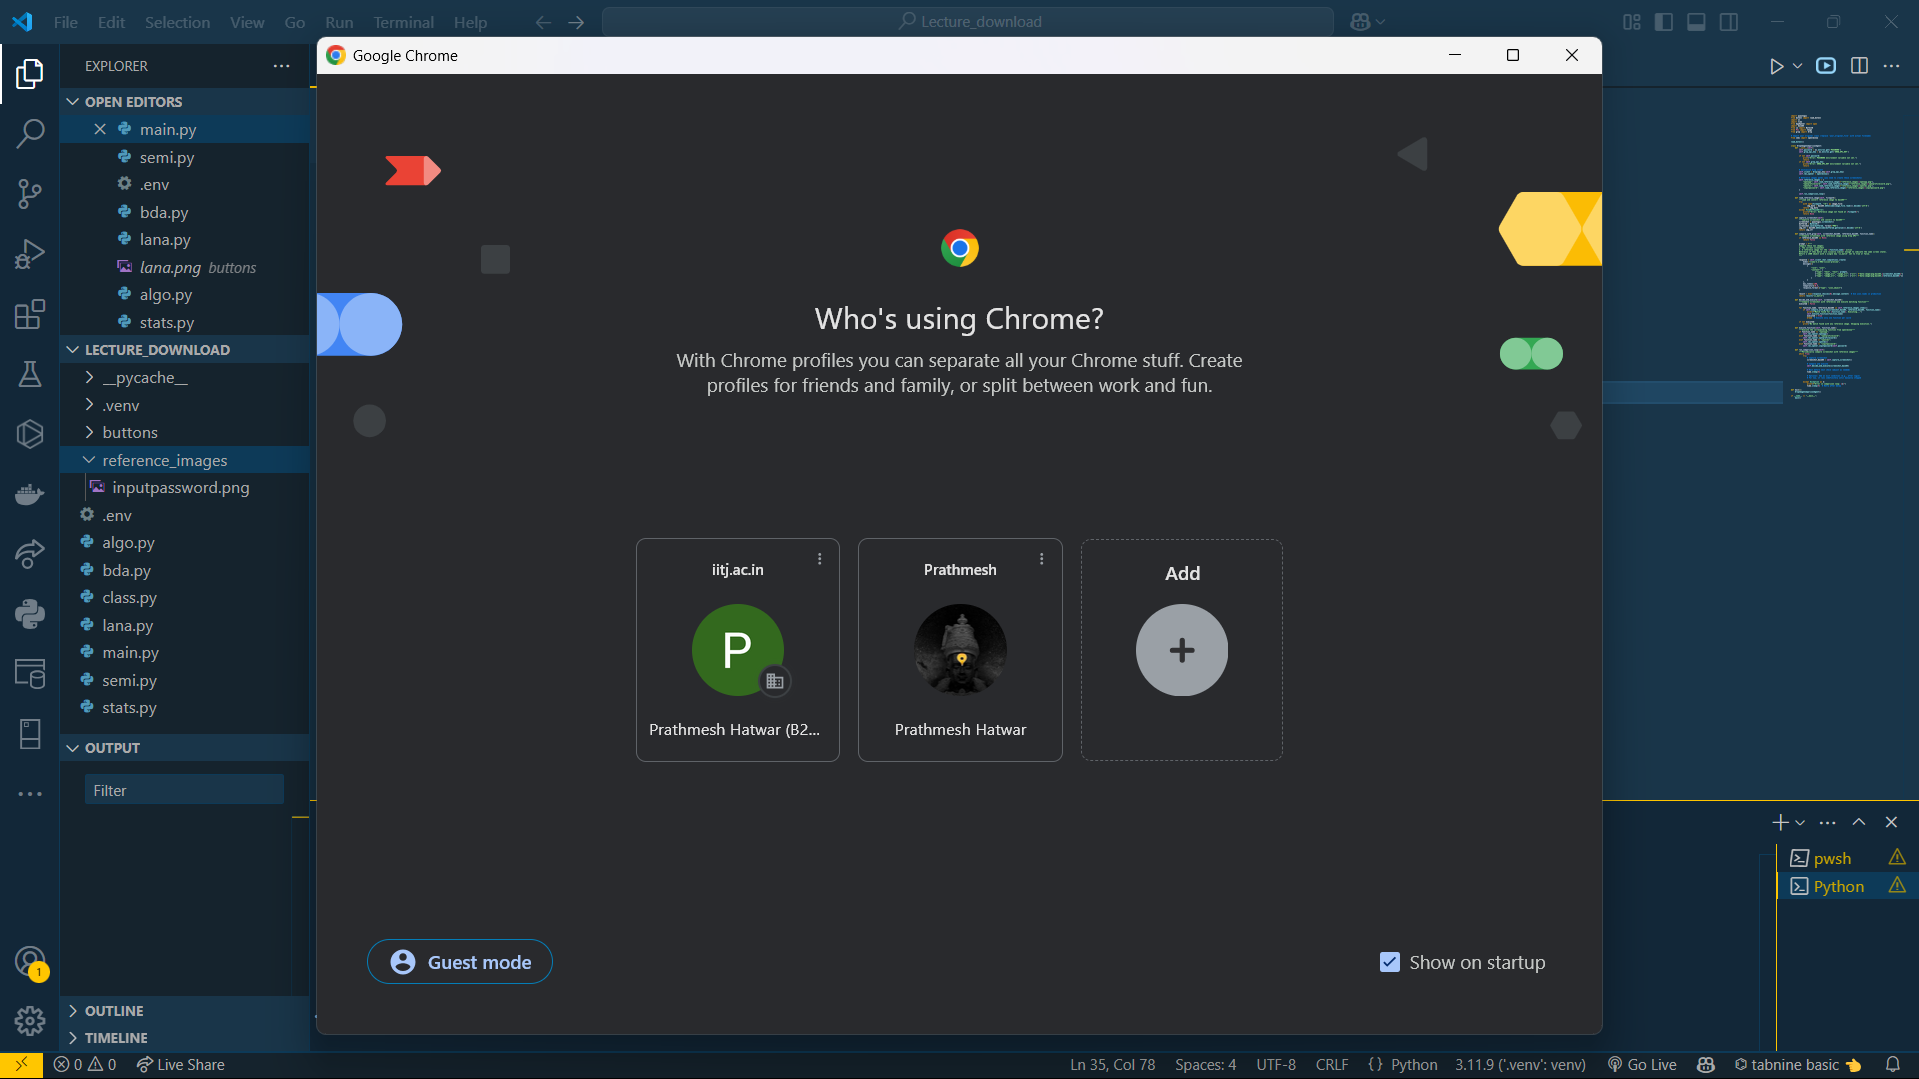 File Edit Selection View Go Run Terminal Help
Lecture_download
EXPLORER
OPEN EDITORS
main.py
semi.py
.env
bda.py
lana.py
lana.png buttons
algo.py
stats.py
LECTURE_DOWNLOAD
__pycache__
.venv
buttons
reference_images
inputpassword.png
.env
algo.py
bda.py
class.py
lana.py
main.py
semi.py
stats.py
OUTPUT
Filter
OUTLINE
TIMELINE
1
Google Chrome
Who's using Chrome?
With Chrome profiles you can separate all your Chrome stuff. Create
profiles for friends and family, or split between work and fun.
iitj.ac.in
P
Prathmesh Hatwar (B2...
Prathmesh
Prathmesh Hatwar
Add
Guest mode
Show on startup
pwsh
Python
0 0 Live Share
Ln 35, Col 78 Spaces: 4 UTF-8 CRLF {} Python 3.11.9 ('.venv': venv) Go Live tabnine basic